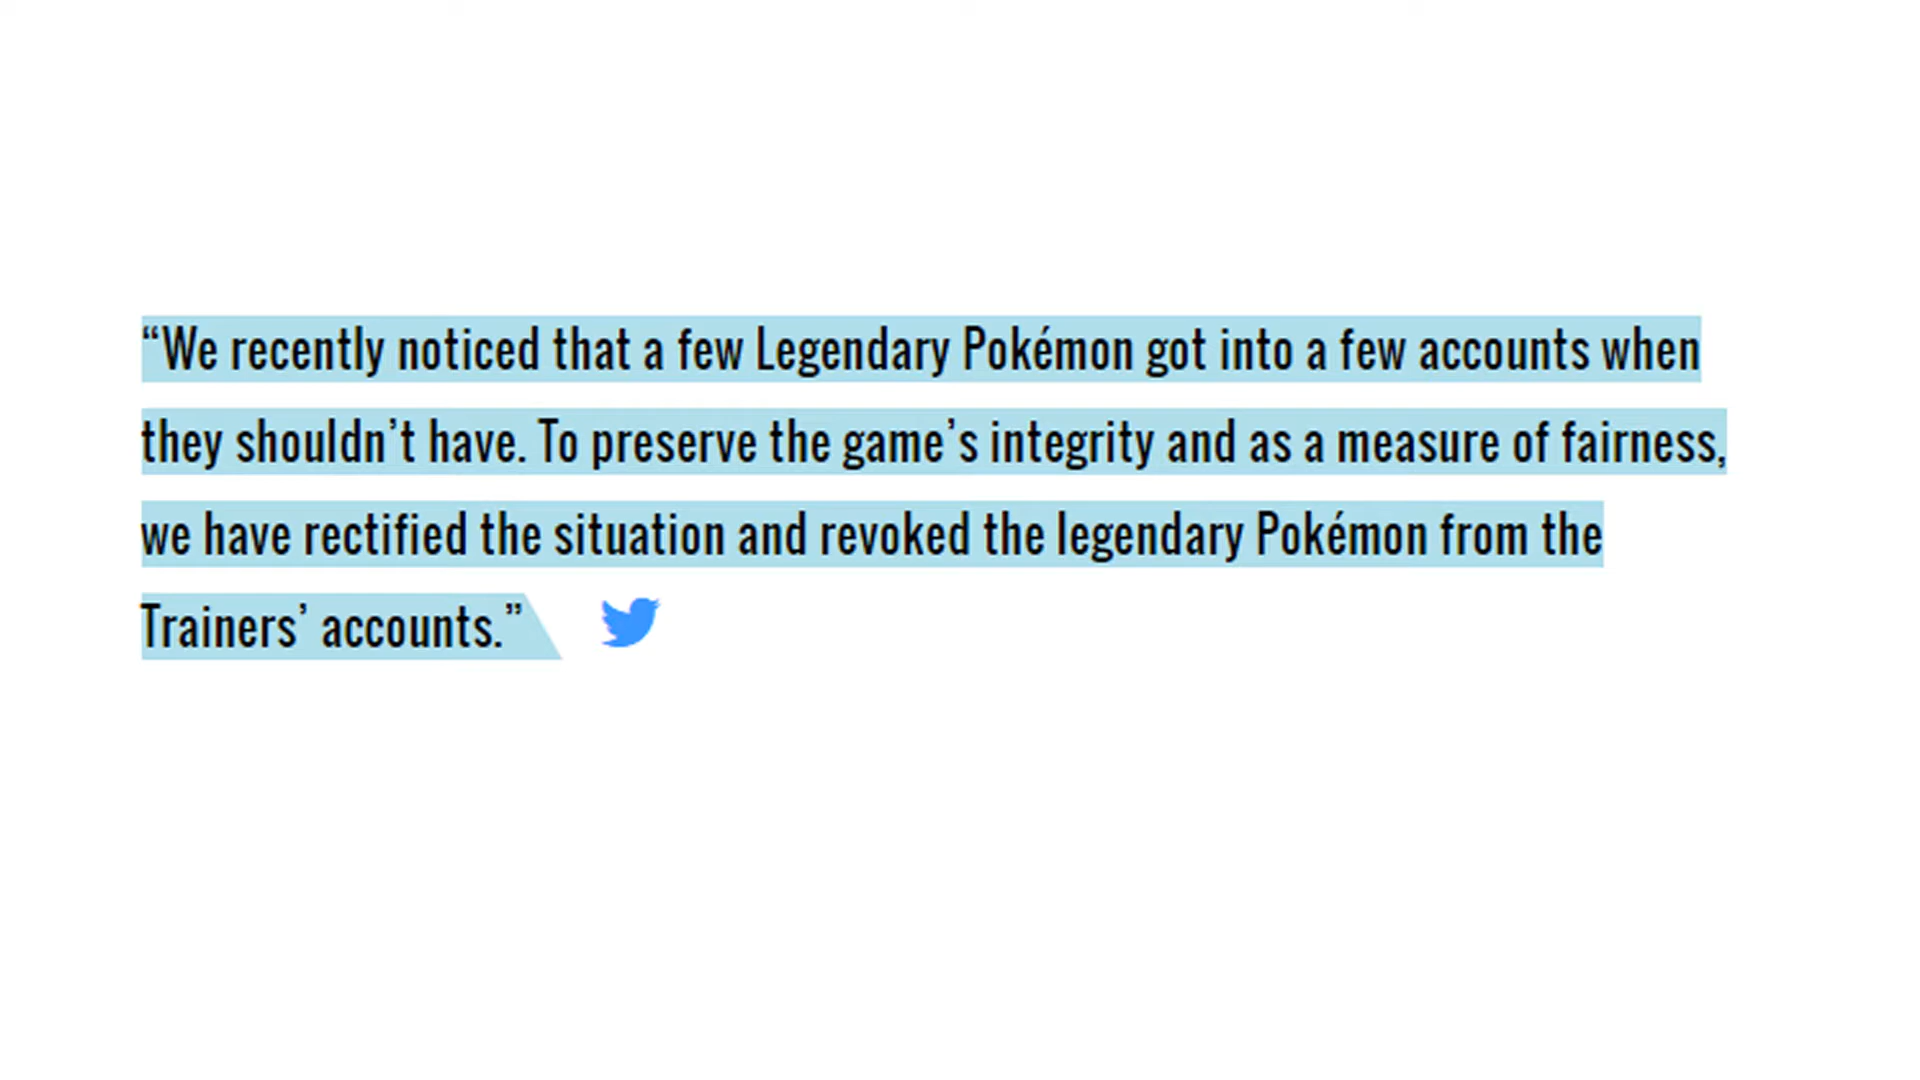 “We recently noticed that a few Legendary Pokémon got into a few accounts when
they shouldn’t have. To preserve the game’s integrity and as a measure of fairness,
we have rectified the situation and revoked the legendary Pokémon from the
Trainers’ accounts.”